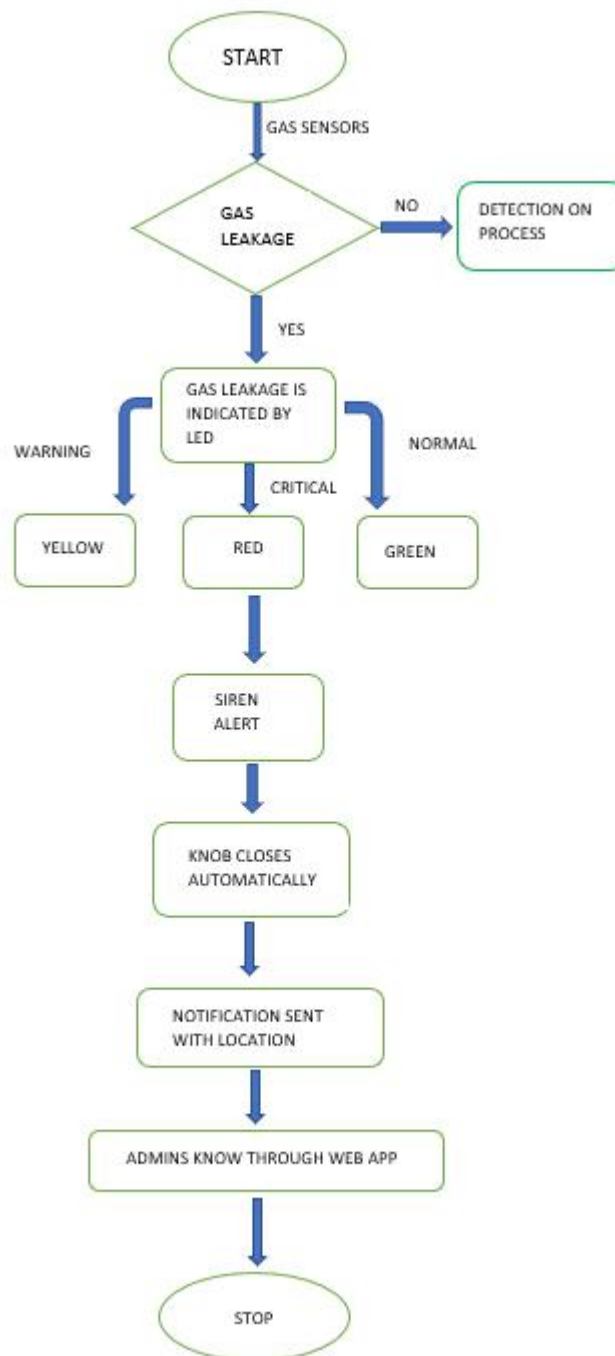 START
GAS SENSORS
GAS
LEAKAGE
NO
DETECTION ON
PROCESS
YES
GAS LEAKAGE IS
INDICATED BY
LED
WARNING
NORMAL
CRITICAL
YELLOW
RED
GREEN
SIREN
ALERT
KNOB CLOSES
AUTOMATICALLY
NOTIFICATION SENT
WITH LOCATION
ADMINS KNOW THROUGH WEB APP
STOP